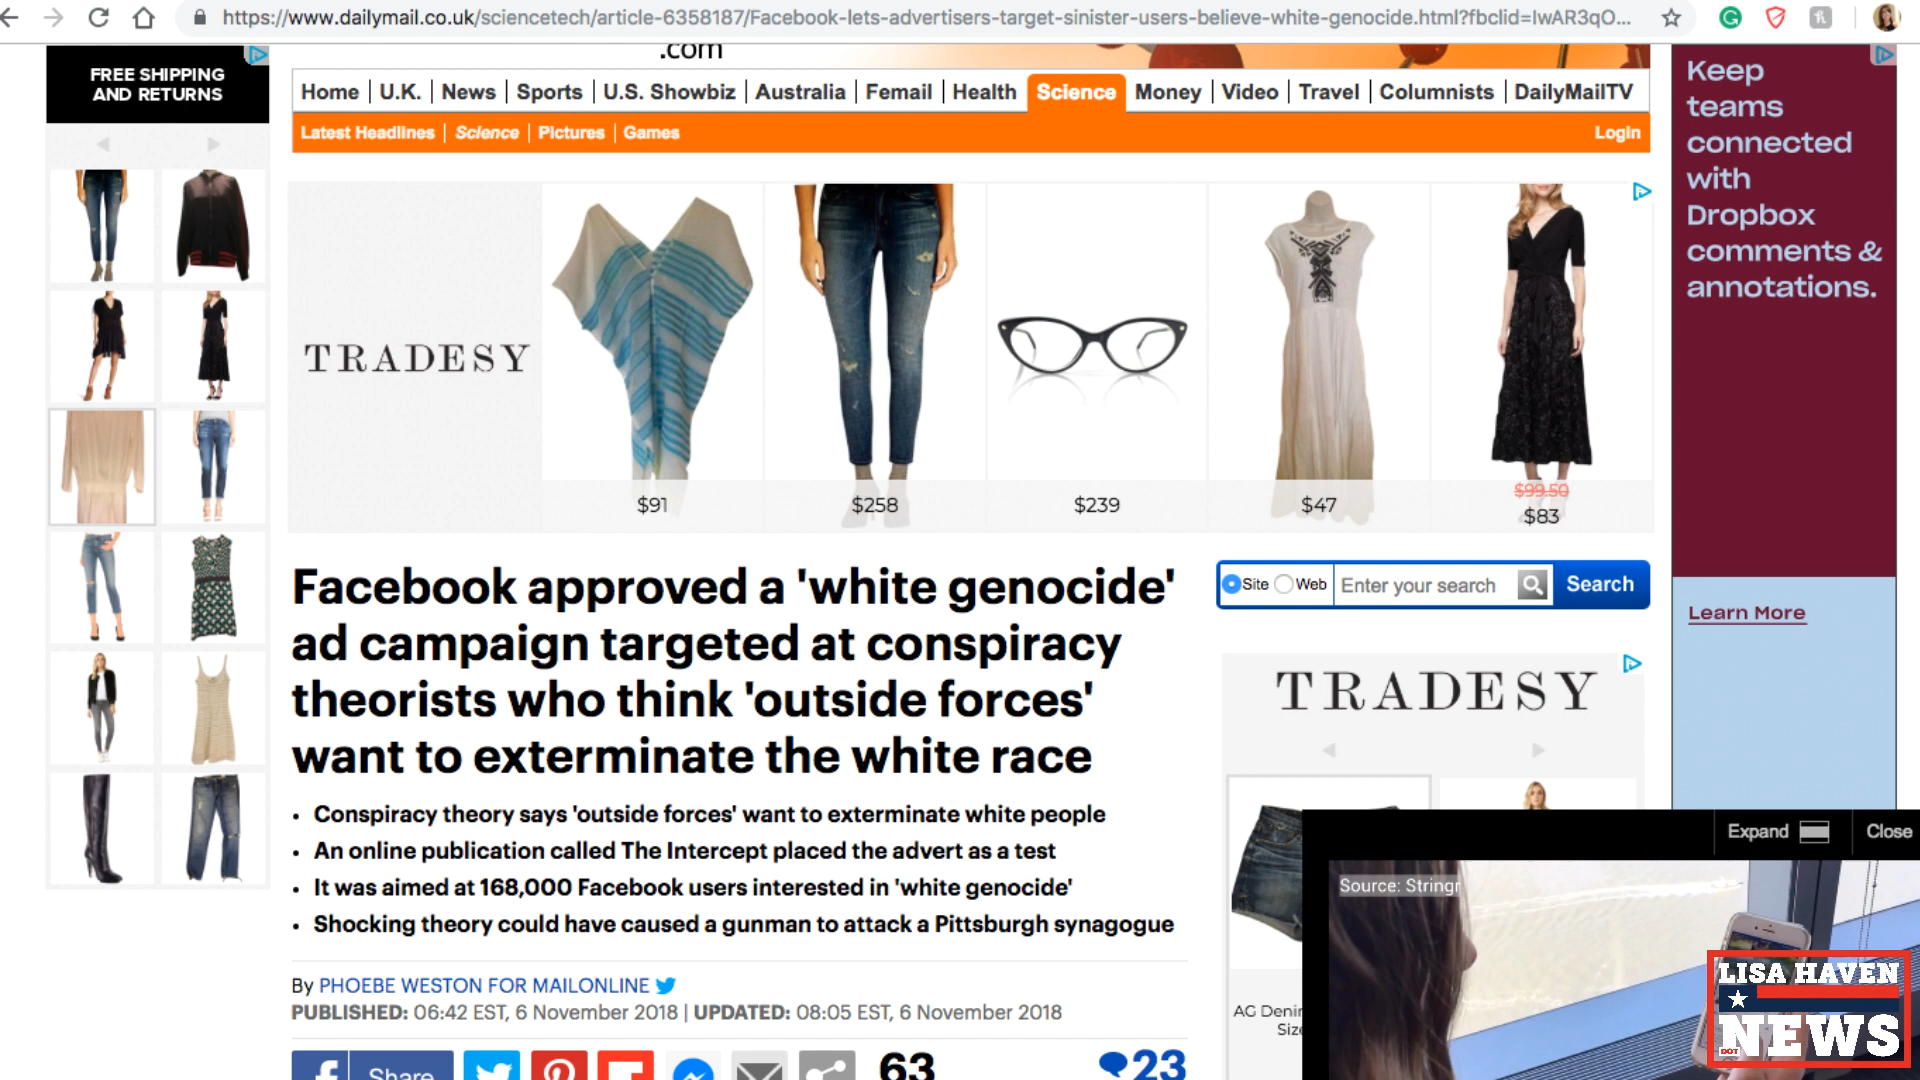 https://www.dailymail.co.uk/sciencetech/article-6358187/Facebook-lets-advertisers-target-sinister-users-believe-white-genocide.html?fbclid=IwAR3qO...
.com
FREE SHIPPING
AND RETURNS
Home U.K. News Sports U.S. Showbiz Australia Femail Health Science Money Video Travel Columnists DailyMailTV
Latest Headlines Science Pictures Games Login
Keep
teams
connected
with
Dropbox
comments &
annotations.
Learn More
TRADESY
$91
$258
$239
$47
$99.50
$83
Facebook approved a 'white genocide'
ad campaign targeted at conspiracy
theorists who think 'outside forces'
want to exterminate the white race
Site Web Enter your search Search
• Conspiracy theory says 'outside forces' want to exterminate white people
• An online publication called The Intercept placed the advert as a test
• It was aimed at 168,000 Facebook users interested in 'white genocide'
• Shocking theory could have caused a gunman to attack a Pittsburgh synagogue
By PHOEBE WESTON FOR MAILONLINE
PUBLISHED: 06:42 EST, 6 November 2018 | UPDATED: 08:05 EST, 6 November 2018
Share
63
23
TRADESY
AG Denim
Size
Expand Close
Source: Stringr
LISA HAVEN
DOT NEWS